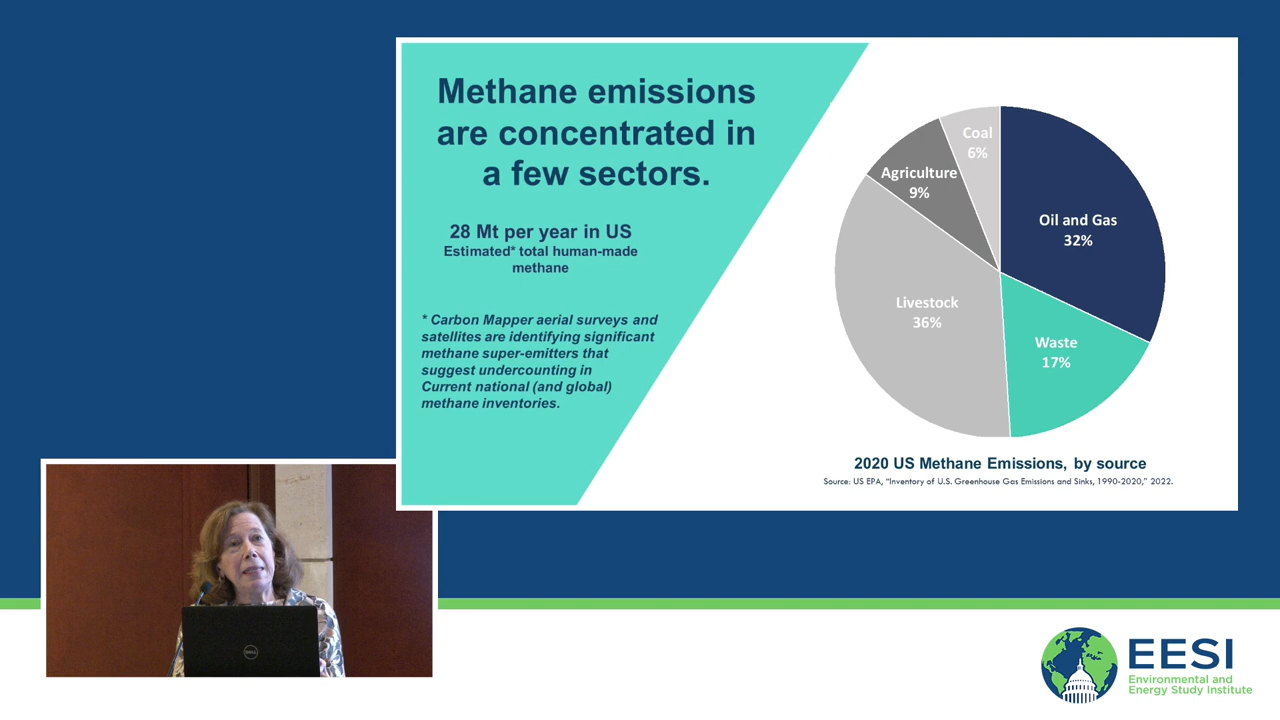 Methane emissions
are concentrated in
a few sectors.
28 Mt per year in US
Estimated* total human-made
methane
* Carbon Mapper aerial surveys and
satellites are identifying significant
methane super-emitters that
suggest undercounting in
Current national (and global)
methane inventories.
Coal
6%
Agriculture
9%
Oil and Gas
32%
Livestock
36%
Waste
17%
2020 US Methane Emissions, by source
Source: US EPA, "Inventory of U.S. Greenhouse Gas Emissions and Sinks, 1990-2020," 2022.
DELL
EESI
Environmental and
Energy Study Institute